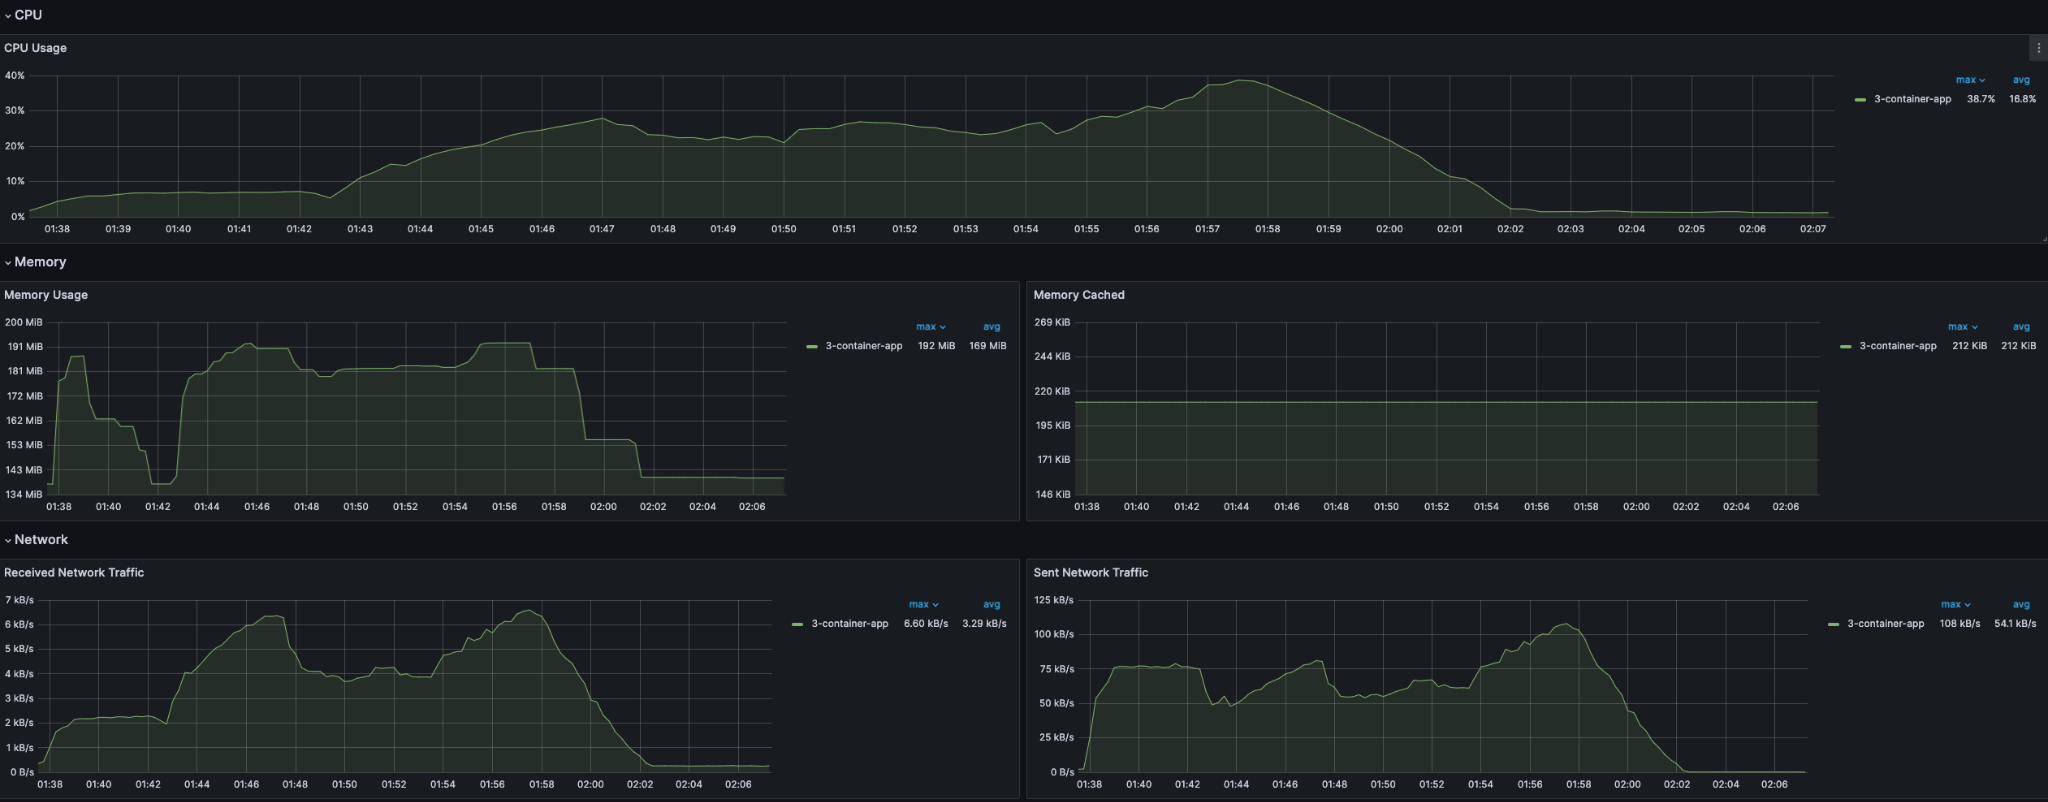 CPU
CPU Usage
max avg
3-container-app 38.7% 16.8%
40%
30%
20%
10%
0%
01:38 01:39 01:40 01:41 01:42 01:43 01:44 01:45 01:46 01:47 01:48 01:49 01:50 01:51 01:52 01:53 01:54 01:55 01:56 01:57 01:58 01:59 02:00 02:01 02:02 02:03 02:04 02:05 02:06 02:07
Memory
Memory Usage
max avg
3-container-app 192 MiB 169 MiB
200 MiB
191 MiB
181 MiB
172 MiB
162 MiB
153 MiB
143 MiB
134 MiB
01:38 01:40 01:42 01:44 01:46 01:48 01:50 01:52 01:54 01:56 01:58 02:00 02:02 02:04 02:06
Memory Cached
max avg
3-container-app 212 KiB 212 KiB
269 KiB
244 KiB
220 KiB
195 KiB
171 KiB
146 KiB
01:38 01:40 01:42 01:44 01:46 01:48 01:50 01:52 01:54 01:56 01:58 02:00 02:02 02:04 02:06
Network
Received Network Traffic
max avg
3-container-app 6.60 kB/s 3.29 kB/s
7 kB/s
6 kB/s
5 kB/s
4 kB/s
3 kB/s
2 kB/s
1 kB/s
0 B/s
01:38 01:40 01:42 01:44 01:46 01:48 01:50 01:52 01:54 01:56 01:58 02:00 02:02 02:04 02:06
Sent Network Traffic
max avg
3-container-app 108 kB/s 54.1 kB/s
125 kB/s
100 kB/s
75 kB/s
50 kB/s
25 kB/s
0 B/s
01:38 01:40 01:42 01:44 01:46 01:48 01:50 01:52 01:54 01:56 01:58 02:00 02:02 02:04 02:06